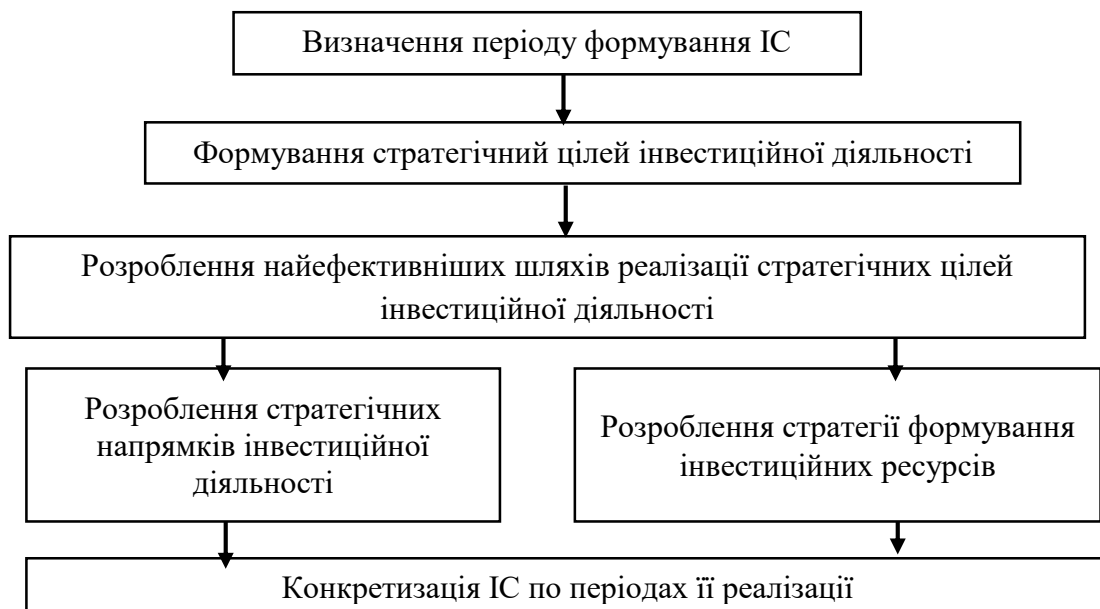 Визначення періоду формування ІС
Формування стратегічний цілей інвестиційної діяльності
Розроблення найефективніших шляхів реалізації стратегічних цілей
інвестиційної діяльності
Розроблення стратегічних
напрямків інвестиційної
діяльності
Розроблення стратегії формування
інвестиційних ресурсів
Конкретизація ІС по періодах її реалізації